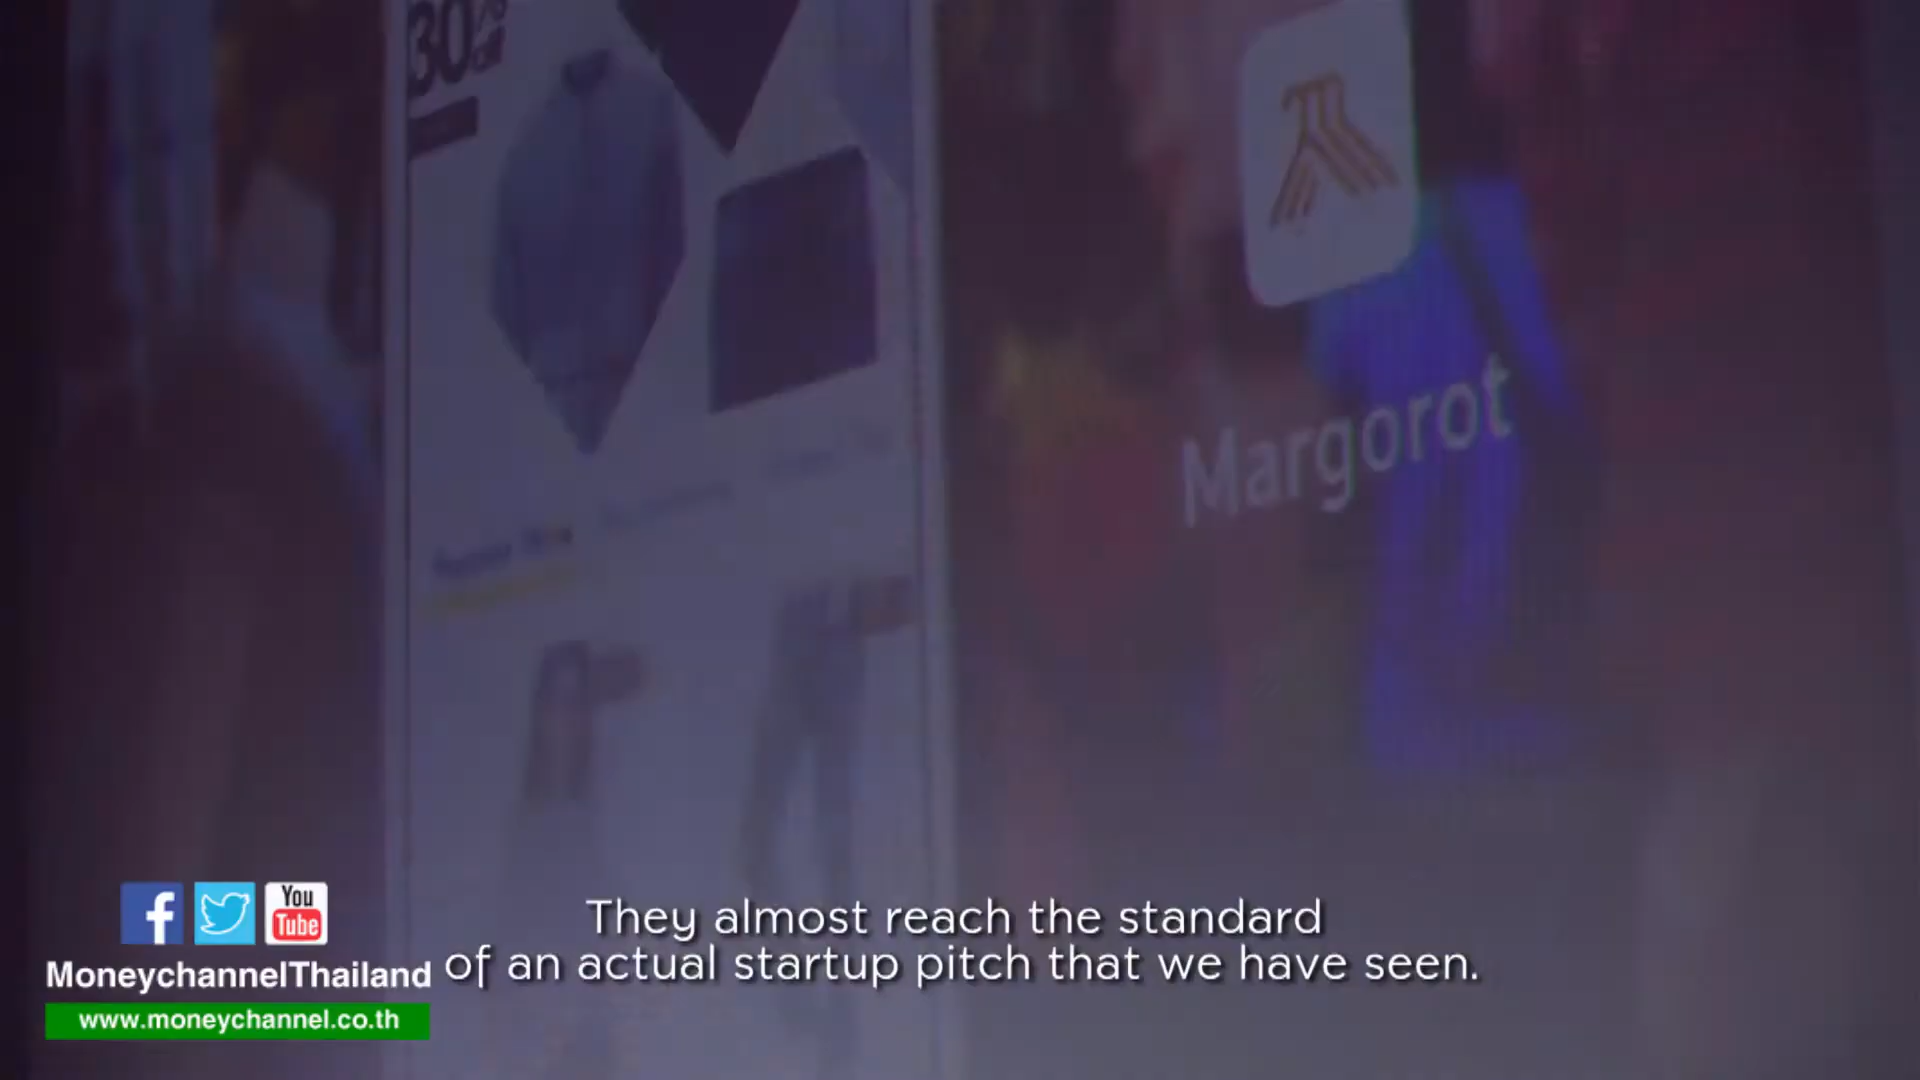 30%
off
Margorot
They almost reach the standard
of an actual startup pitch that we have seen.
You
Tube
MoneychannelThailand
www.moneychannel.co.th